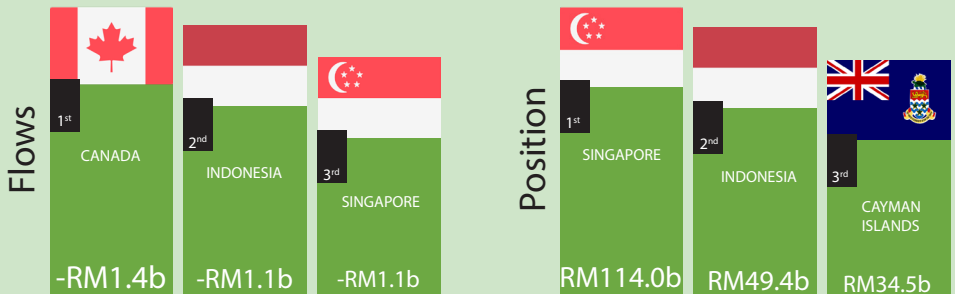 Flows
1st
CANADA
-RM1.4b
2nd
INDONESIA
-RM1.1b
3rd
SINGAPORE
-RM1.1b
Position
1st
SINGAPORE
RM114.0b
2nd
INDONESIA
RM49.4b
3rd
CAYMAN
ISLANDS
RM34.5b